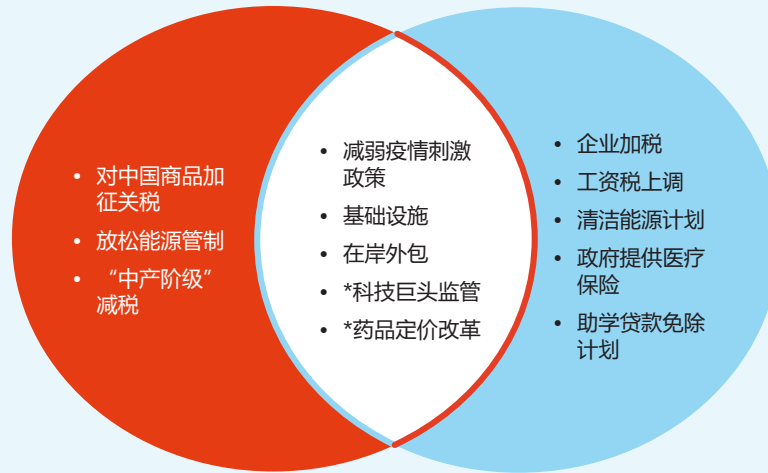 • 对中国商品加
征关税
• 放松能源管制
• “中产阶级”
减税
• 减弱疫情刺激
政策
• 基础设施
• 在岸外包
• *科技巨头监管
• *药品定价改革
• 企业加税
• 工资税上调
• 清洁能源计划
• 政府提供医疗
保险
• 助学贷款免除
计划